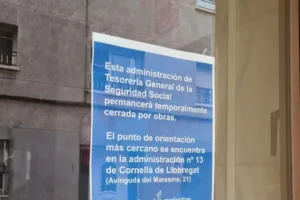 Esta administración de
Tesorería General de la
Seguridad Social
permanecerá temporalmente
cerrada por obras.
El punto de orientación
más cercano se encuentra
en la administración nº 13
de Cornellà de Llobregat
(Avinguda del Maresme, 21)